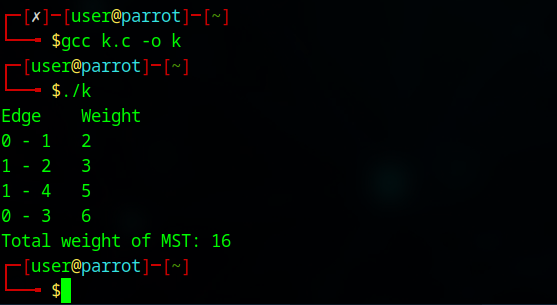 ┌─[✗]─[user@parrot]─[~]
└──╼ $gcc k.c -o k
┌─[user@parrot]─[~]
└──╼ $./k
Edge    Weight
0 - 1   2
1 - 2   3
1 - 4   5
0 - 3   6
Total weight of MST: 16
┌─[user@parrot]─[~]
└──╼ $